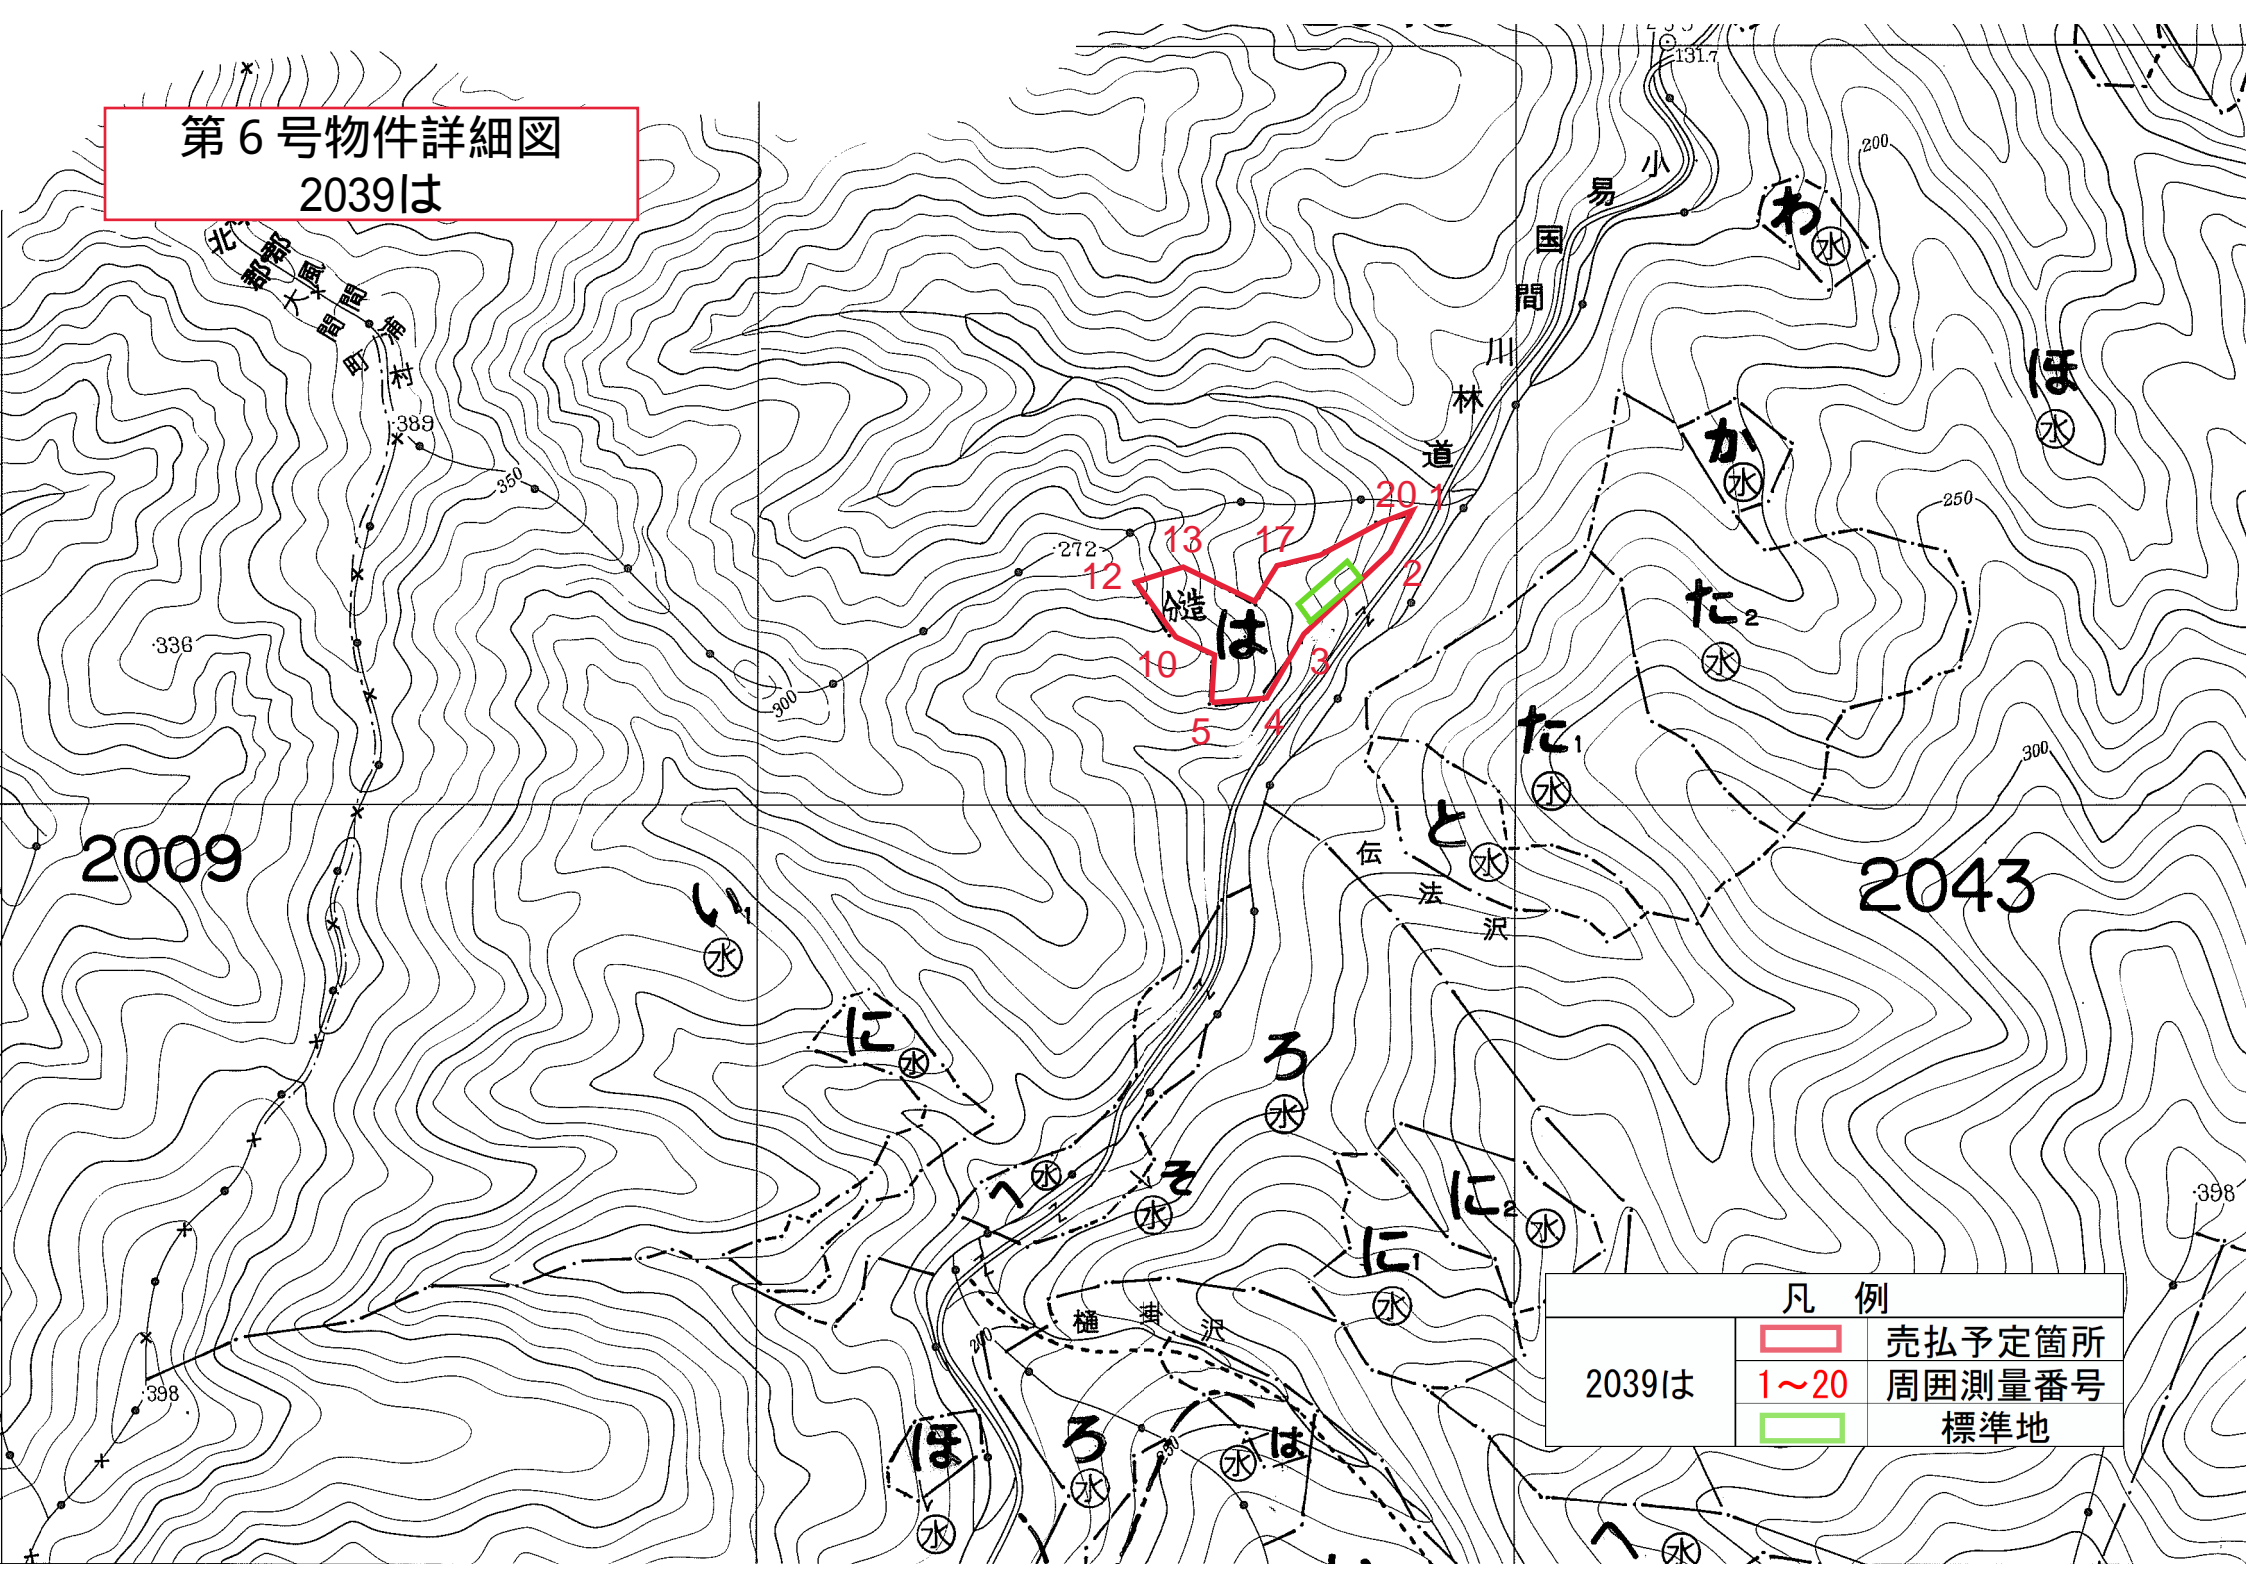 第６号物件詳細図
2039は
131.7
200
小
易
国
間
川
林
道
わ
水
ほ
水
か
水
250
北
郡
郡
大
風
間
間
町
浦
村
389
350
272
20
1
13
17
12
2
分造
は
10
3
5
4
た2
水
た1
水
336
300
300
2009
2043
と
水
伝
法
沢
い1
水
に
水
ろ
水
へ
水
そ
水
に2
水
に1
水
398
398
200
樋
掛
沢
ほ
水
ろ
水
250
は
水
へ
水
凡　例
2039は
売払予定箇所
1～20
周囲測量番号
標準地